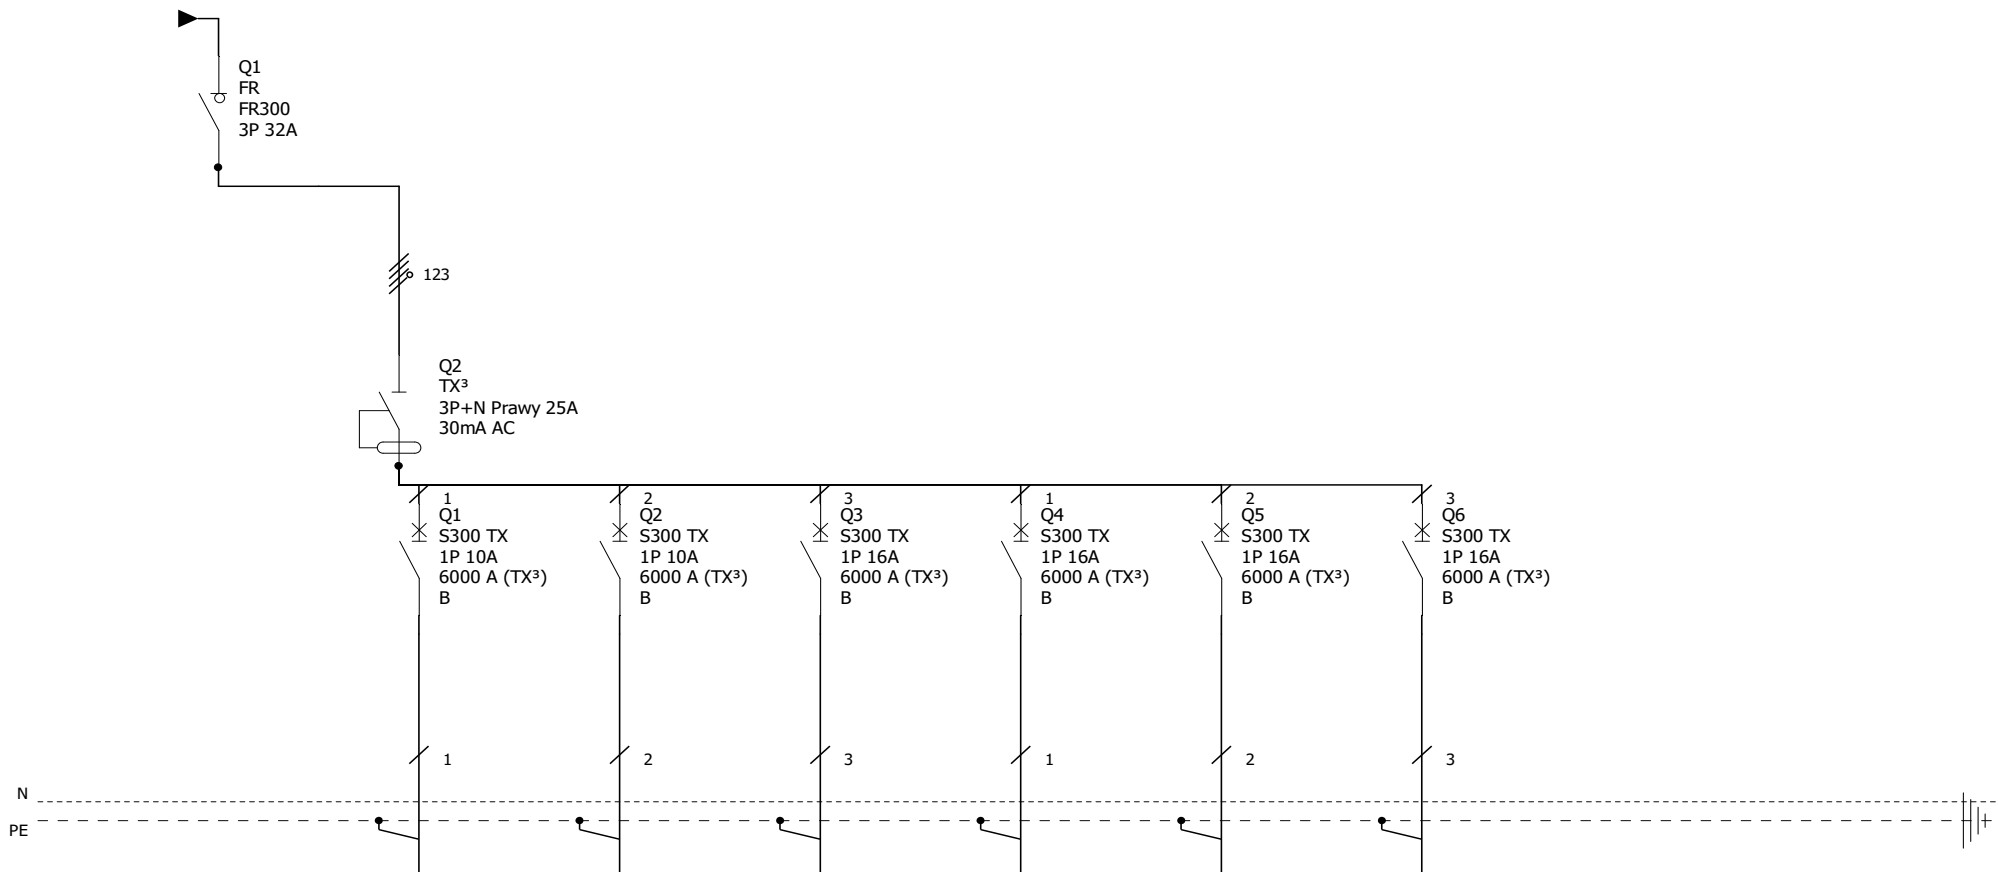 Q1
FR
FR300
3P 32A
123
Q2
TX³
3P+N Prawy 25A
30mA AC
1
Q1
S300 TX
1P 10A
6000 A (TX³)
B
2
Q2
S300 TX
1P 10A
6000 A (TX³)
B
3
Q3
S300 TX
1P 16A
6000 A (TX³)
B
1
Q4
S300 TX
1P 16A
6000 A (TX³)
B
2
Q5
S300 TX
1P 16A
6000 A (TX³)
B
3
Q6
S300 TX
1P 16A
6000 A (TX³)
B
1
2
3
1
2
3
N
PE